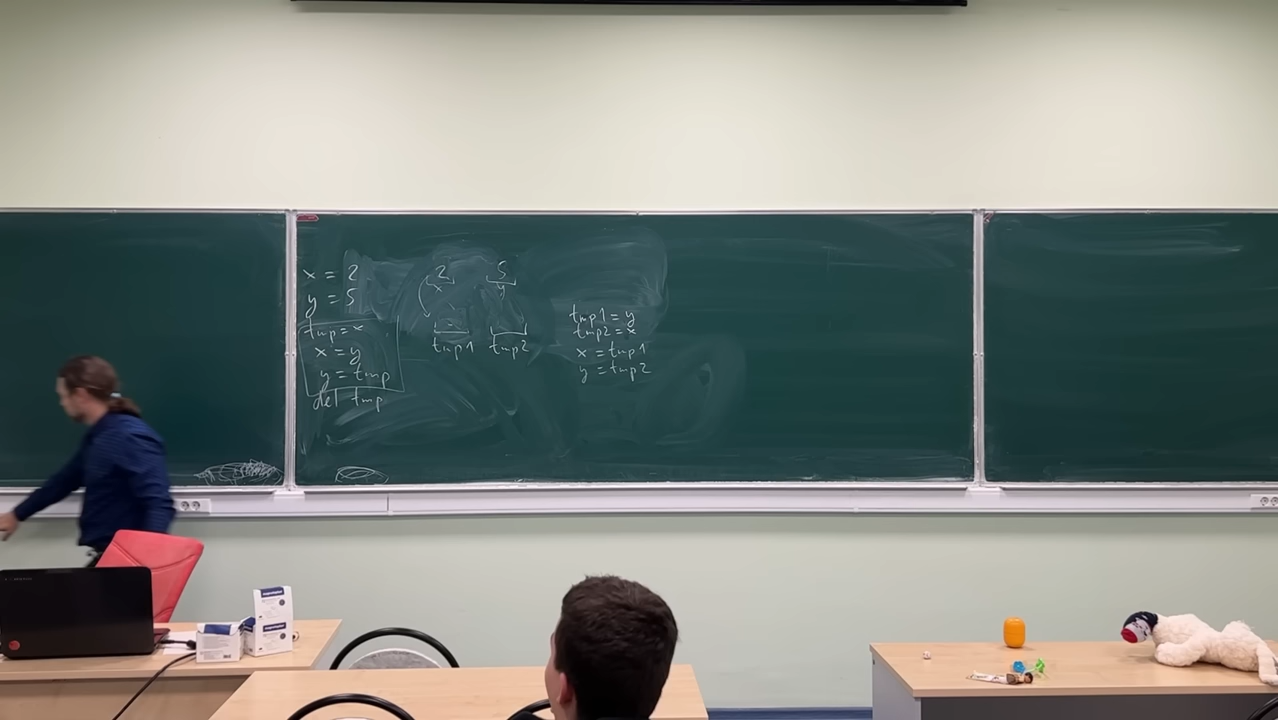 x = 2
y = 5
tmp = x
x = y
y = tmp
del tmp
2 5
x y
tmp1 tmp2
tmp1 = y
tmp2 = x
x = tmp1
y = tmp2